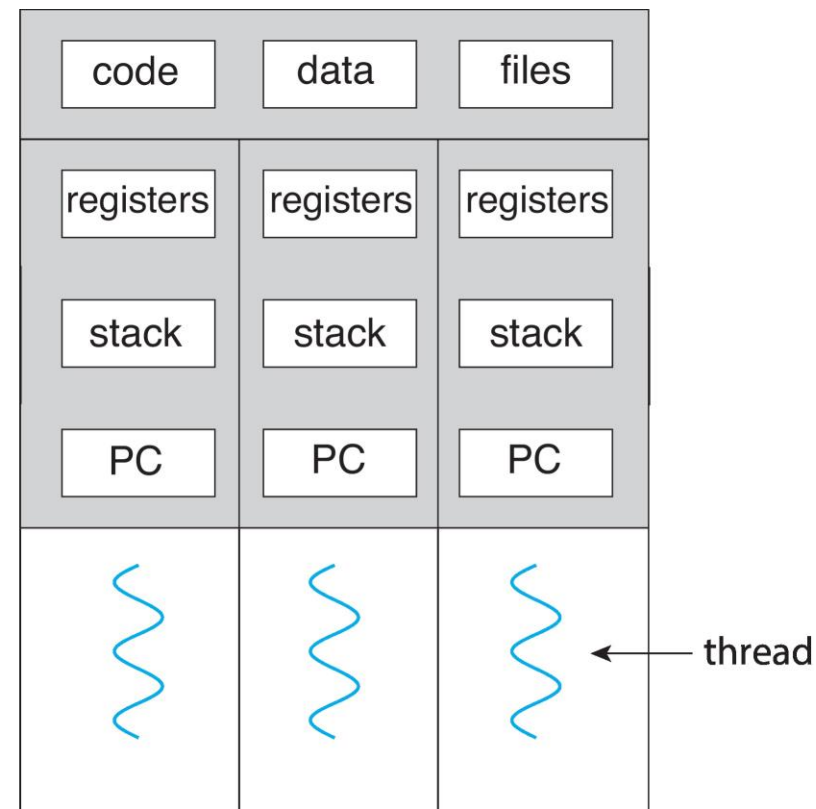 code data files
registers registers registers
stack stack stack
PC PC PC
thread